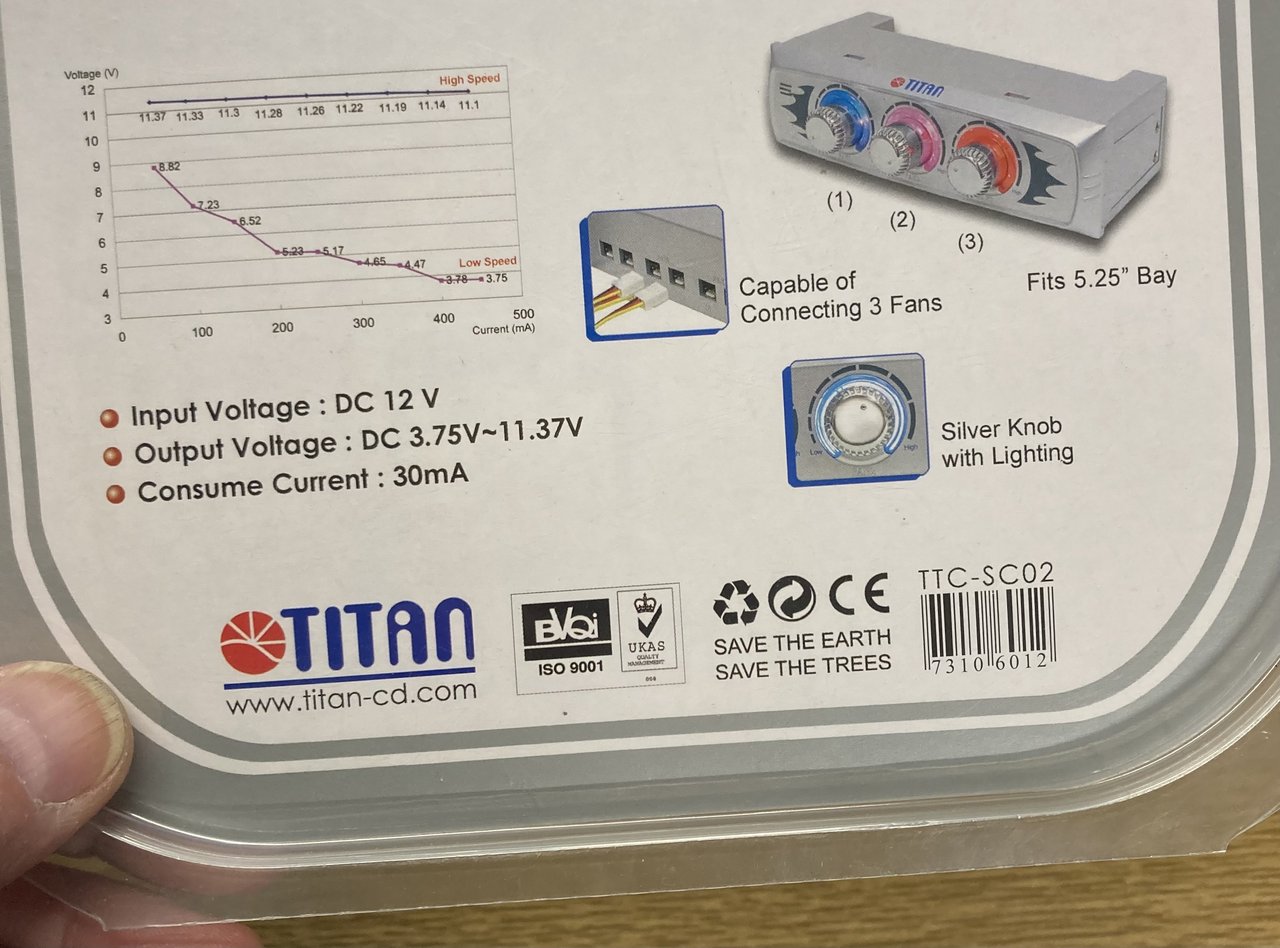 Voltage (V)
12
11
10
9
8
7
6
5
4
3
High Speed
11.37 11.33 11.3 11.28 11.26 11.22 11.19 11.14 11.1
8.82
7.23
6.52
5.23
5.17
4.65
4.47
3.78
3.75
Low Speed
0 100 200 300 400 500
Current (mA)
TITAN
(1)
(2)
(3)
Fits 5.25” Bay
Capable of
Connecting 3 Fans
Low High
Silver Knob
with Lighting
Input Voltage : DC 12 V
Output Voltage : DC 3.75V~11.37V
Consume Current : 30mA
TITAN
www.titan-cd.com
BVQi
ISO 9001
UKAS
QUALITY
MANAGEMENT
CE
SAVE THE EARTH
SAVE THE TREES
TTC-SC02
73106012